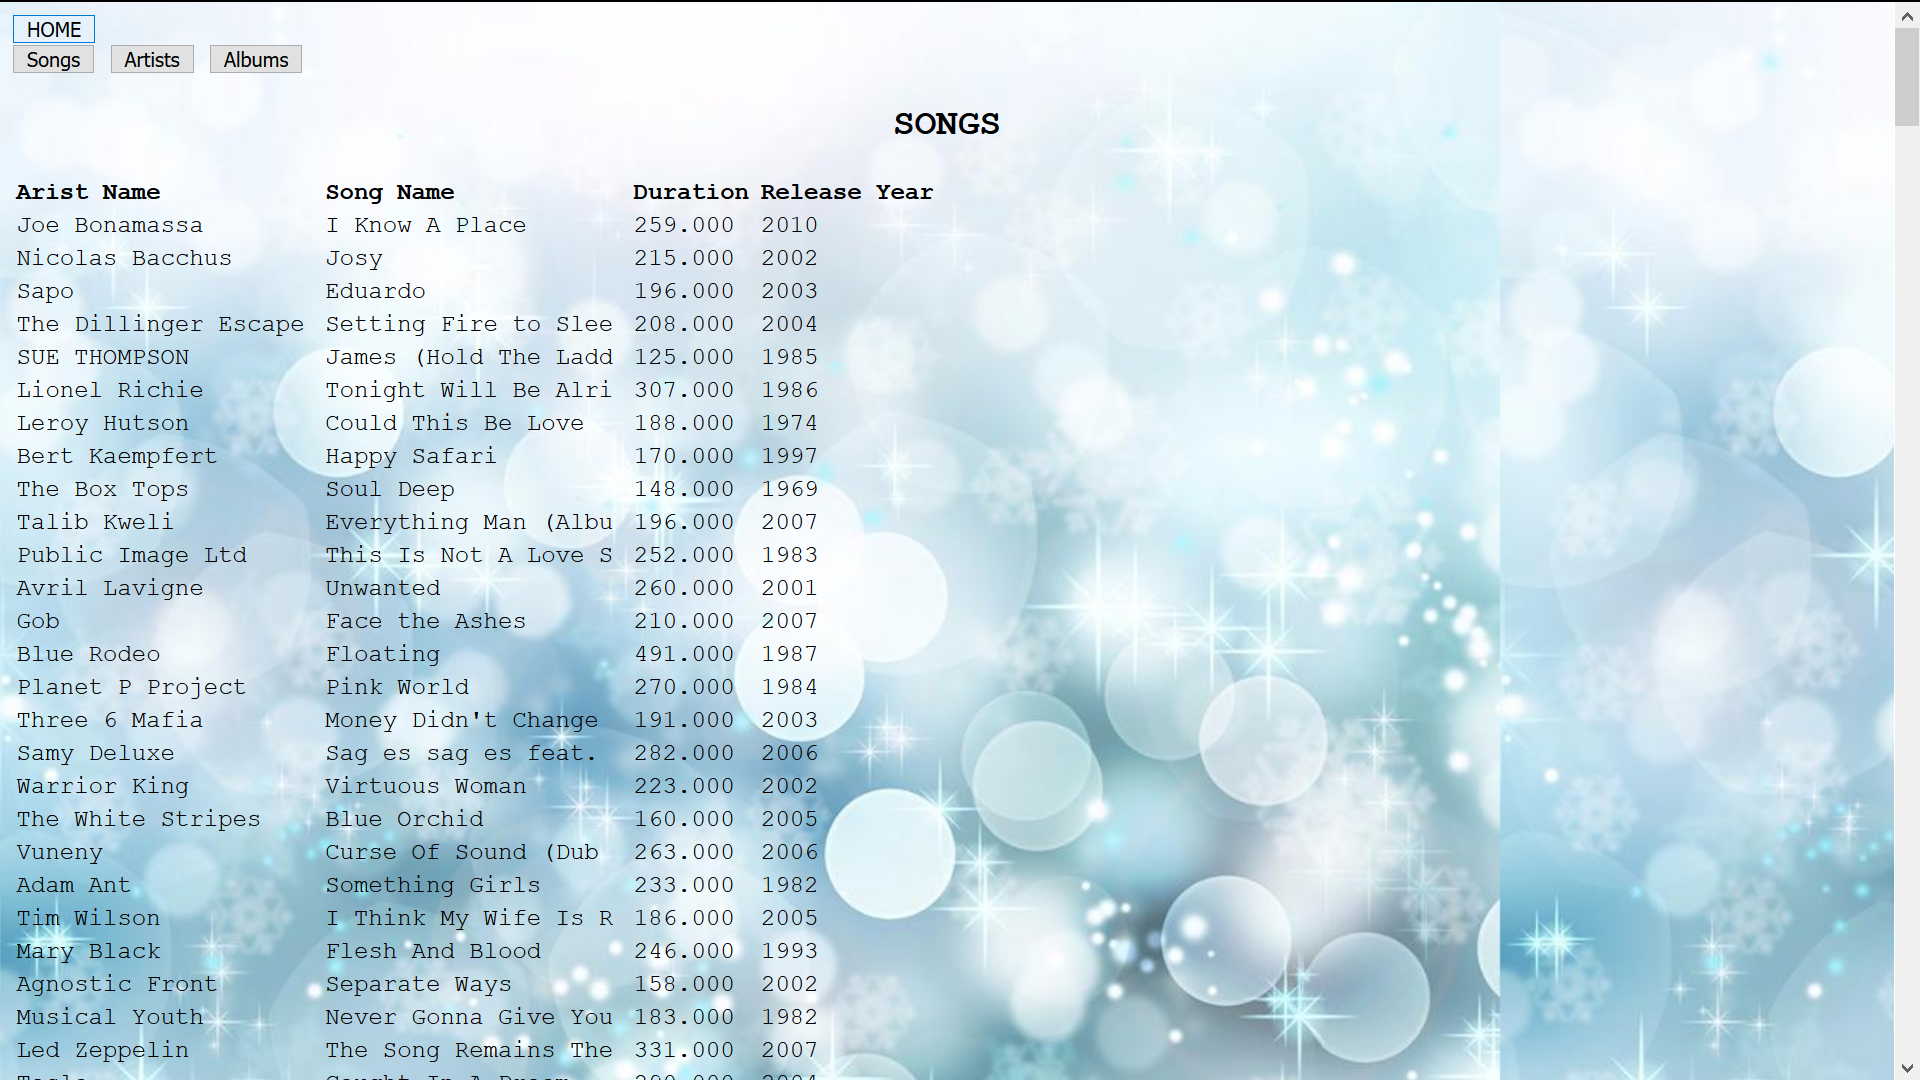 HOME
Songs Artists Albums
SONGS
Arist Name Song Name Duration Release Year
Joe Bonamassa I Know A Place 259.000 2010
Nicolas Bacchus Josy 215.000 2002
Sapo Eduardo 196.000 2003
The Dillinger Escape Setting Fire to Slee 208.000 2004
SUE THOMPSON James (Hold The Ladd 125.000 1985
Lionel Richie Tonight Will Be Alri 307.000 1986
Leroy Hutson Could This Be Love 188.000 1974
Bert Kaempfert Happy Safari 170.000 1997
The Box Tops Soul Deep 148.000 1969
Talib Kweli Everything Man (Albu 196.000 2007
Public Image Ltd This Is Not A Love S 252.000 1983
Avril Lavigne Unwanted 260.000 2001
Gob Face the Ashes 210.000 2007
Blue Rodeo Floating 491.000 1987
Planet P Project Pink World 270.000 1984
Three 6 Mafia Money Didn't Change 191.000 2003
Samy Deluxe Sag es sag es feat. 282.000 2006
Warrior King Virtuous Woman 223.000 2002
The White Stripes Blue Orchid 160.000 2005
Vuneny Curse Of Sound (Dub 263.000 2006
Adam Ant Something Girls 233.000 1982
Tim Wilson I Think My Wife Is R 186.000 2005
Mary Black Flesh And Blood 246.000 1993
Agnostic Front Separate Ways 158.000 2002
Musical Youth Never Gonna Give You 183.000 1982
Led Zeppelin The Song Remains The 331.000 2007